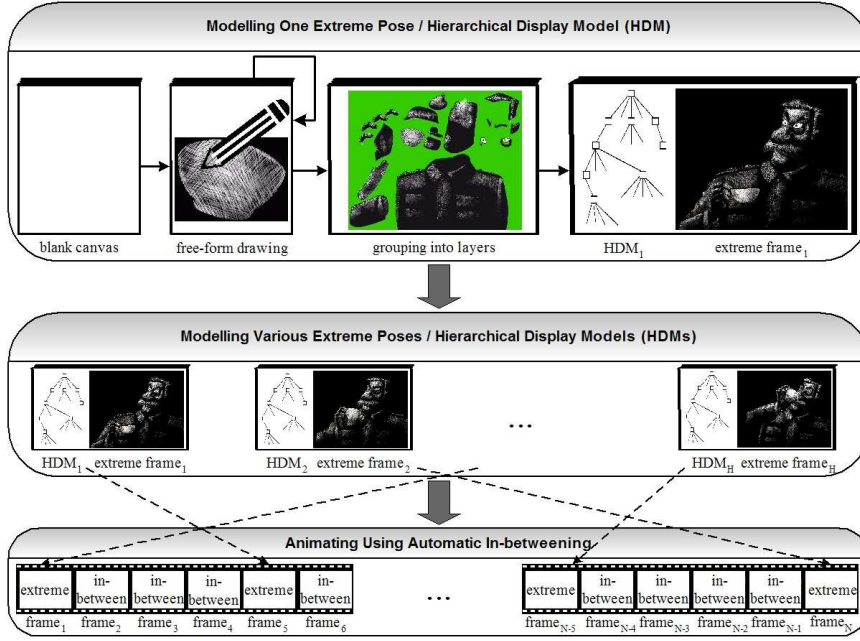 Modelling One Extreme Pose / Hierarchical Display Model (HDM)
blank canvas
free-form drawing
grouping into layers
HDM1
extreme frame1
Modelling Various Extreme Poses / Hierarchical Display Models (HDMs)
...
HDM1 extreme frame1
HDM2 extreme frame2
HDMH extreme frameH
Animating Using Automatic In-betweening
extreme
in-
between
in-
between
in-
between
extreme
in-
between
...
extreme
in-
between
in-
between
in-
between
in-
between
extreme
frame1 frame2 frame3 frame4 frame5 frame6
frameN-5 frameN-4 frameN-3 frameN-2 frameN-1 frameN